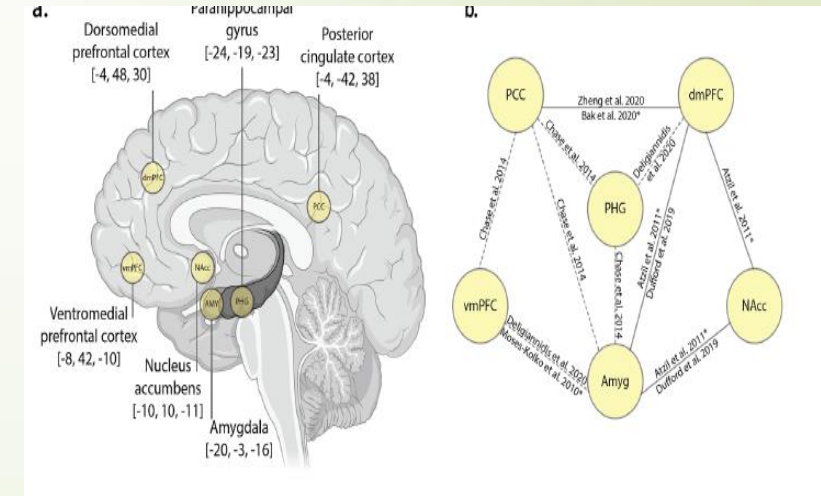 a.
Dorsomedial
prefrontal cortex
[-4, 48, 30]
Parahippocampal
gyrus
[-24, -19, -23]
Posterior
cingulate cortex
[-4, -42, 38]
dmPFC
PCC
vmPFC
NAcc
AMY
PHG
Ventromedial
prefrontal cortex
[-8, 42, -10]
Nucleus
accumbens
[-10, 10, -11]
Amygdala
[-20, -3, -16]
b.
PCC
dmPFC
Zheng et al. 2020
Bak et al. 2020*
Chase et al. 2014
Deligiannidis
et al. 2020
Chase et al. 2014
Chase et al. 2014
PHG
Atzil et al. 2011*
Dufford et al. 2019
Atzil et al. 2011*
Chase et al. 2014
vmPFC
NAcc
Deligiannidis et al. 2020
Moses-Kolko et al. 2010*
Amyg
Atzil et al. 2011*
Dufford et al. 2019